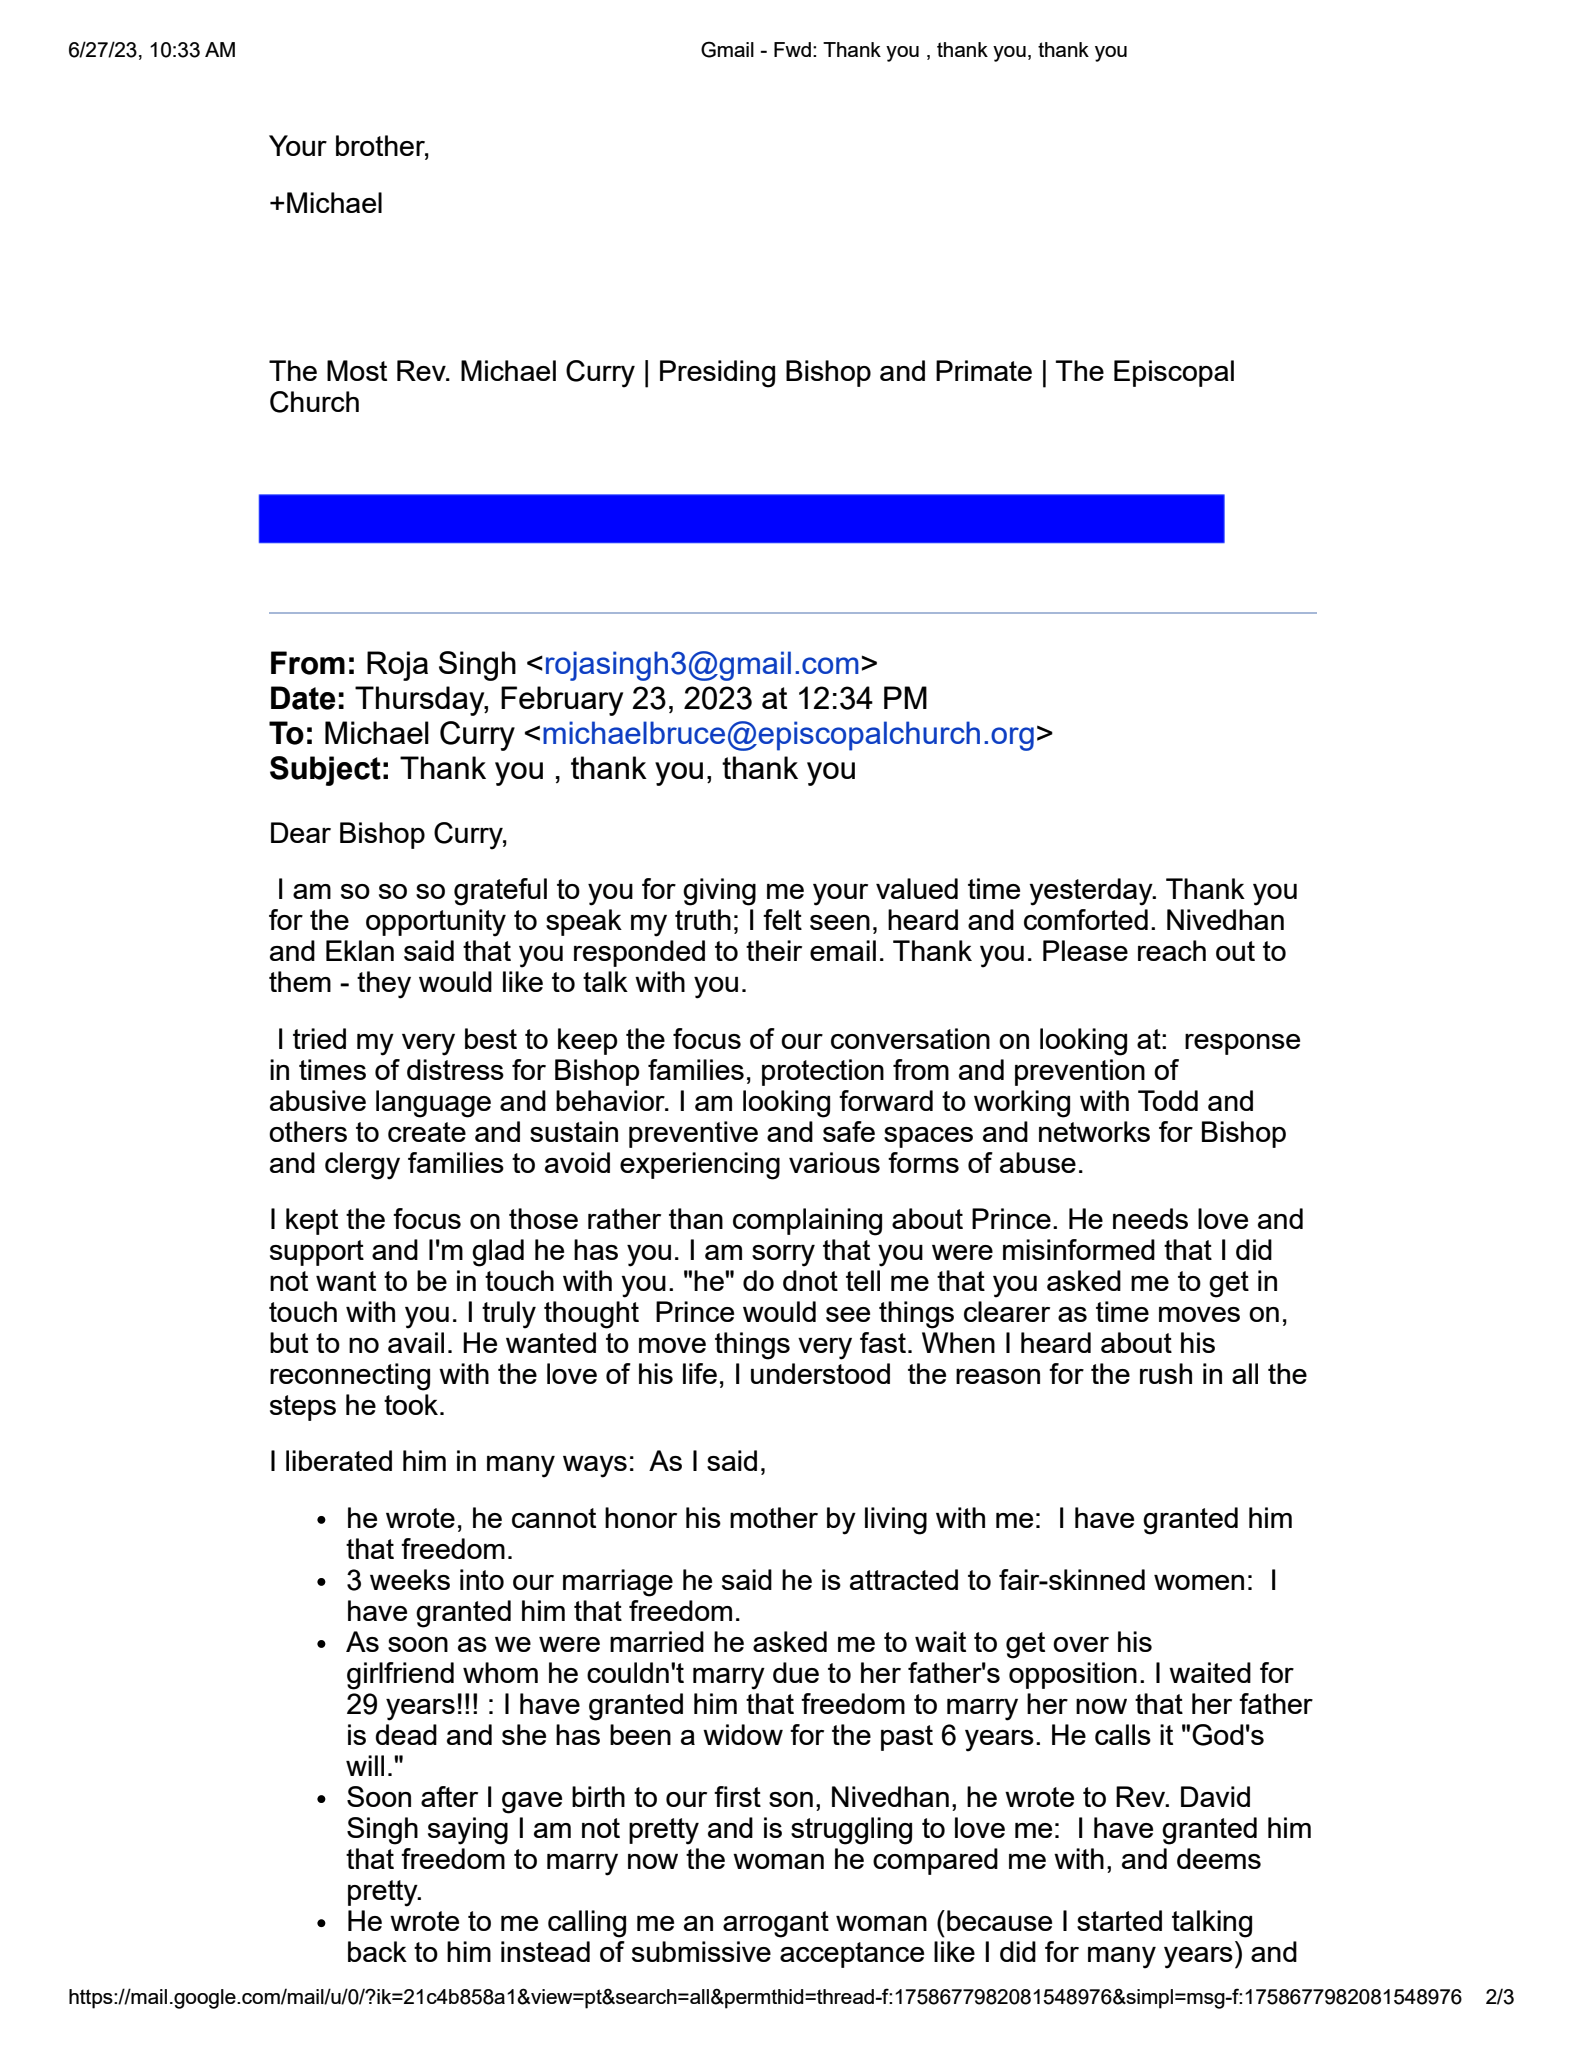 6/27/23, 10:33 AM
Gmail - Fwd: Thank you , thank you, thank you
Your brother,
+Michael
The Most Rev. Michael Curry | Presiding Bishop and Primate | The Episcopal
Church
From: Roja Singh <rojasingh3@gmail.com>
Date: Thursday, February 23, 2023 at 12:34 PM
To: Michael Curry <michaelbruce@episcopalchurch.org>
Subject: Thank you , thank you, thank you
Dear Bishop Curry,
I am so so so grateful to you for giving me your valued time yesterday. Thank you
for the  opportunity to speak my truth; I felt seen, heard and comforted. Nivedhan
and Eklan said that you responded to their email. Thank you. Please reach out to
them - they would like to talk with you.
I tried my very best to keep the focus of our conversation on looking at:  response
in times of distress for Bishop families, protection from and prevention of
abusive language and behavior. I am looking forward to working with Todd and
others to create and sustain preventive and safe spaces and networks for Bishop
and clergy families to avoid experiencing various forms of abuse.
I kept the focus on those rather than complaining about Prince. He needs love and
support and I'm glad he has you. I am sorry that you were misinformed that I did
not want to be in touch with you. "he" do dnot tell me that you asked me to get in
touch with you. I truly thought  Prince would see things clearer as time moves on,
but to no avail. He wanted to move things very fast. When I heard about his
reconnecting with the love of his life, I understood  the reason for the rush in all the
steps he took.
I liberated him in many ways:  As I said,
• he wrote, he cannot honor his mother by living with me:  I have granted him
that freedom.
• 3 weeks into our marriage he said he is attracted to fair-skinned women:  I
have granted him that freedom.
• As soon as we were married he asked me to wait to get over his
girlfriend whom he couldn't marry due to her father's opposition. I waited for
29 years!!! : I have granted him that freedom to marry her now that her father
is dead and she has been a widow for the past 6 years. He calls it "God's
will."
• Soon after I gave birth to our first son, Nivedhan, he wrote to Rev. David
Singh saying I am not pretty and is struggling to love me:  I have granted him
that freedom to marry now the woman he compared me with, and deems
pretty.
• He wrote to me calling me an arrogant woman (because I started talking
back to him instead of submissive acceptance like I did for many years) and
https://mail.google.com/mail/u/0/?ik=21c4b858a1&view=pt&search=all&permthid=thread-f:1758677982081548976&simpl=msg-f:1758677982081548976 2/3